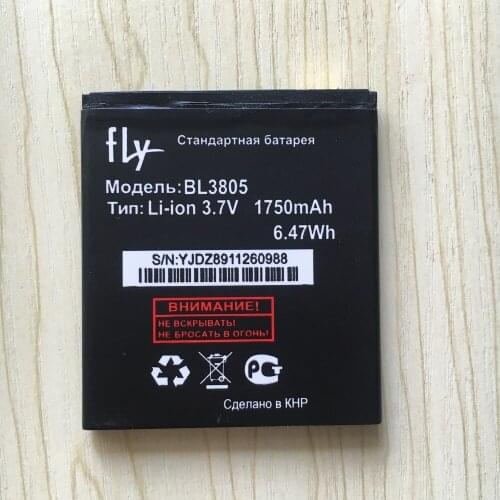 fly
Стандартная батарея
Модель:BL3805
Тип: Li-ion 3.7V 1750mAh
6.47Wh
S/N:YJDZ8911260988
ВНИМАНИЕ!
НЕ ВСКРЫВАТЬ!
НЕ БРОСАТЬ В ОГОНЬ!
Сделано в КНР